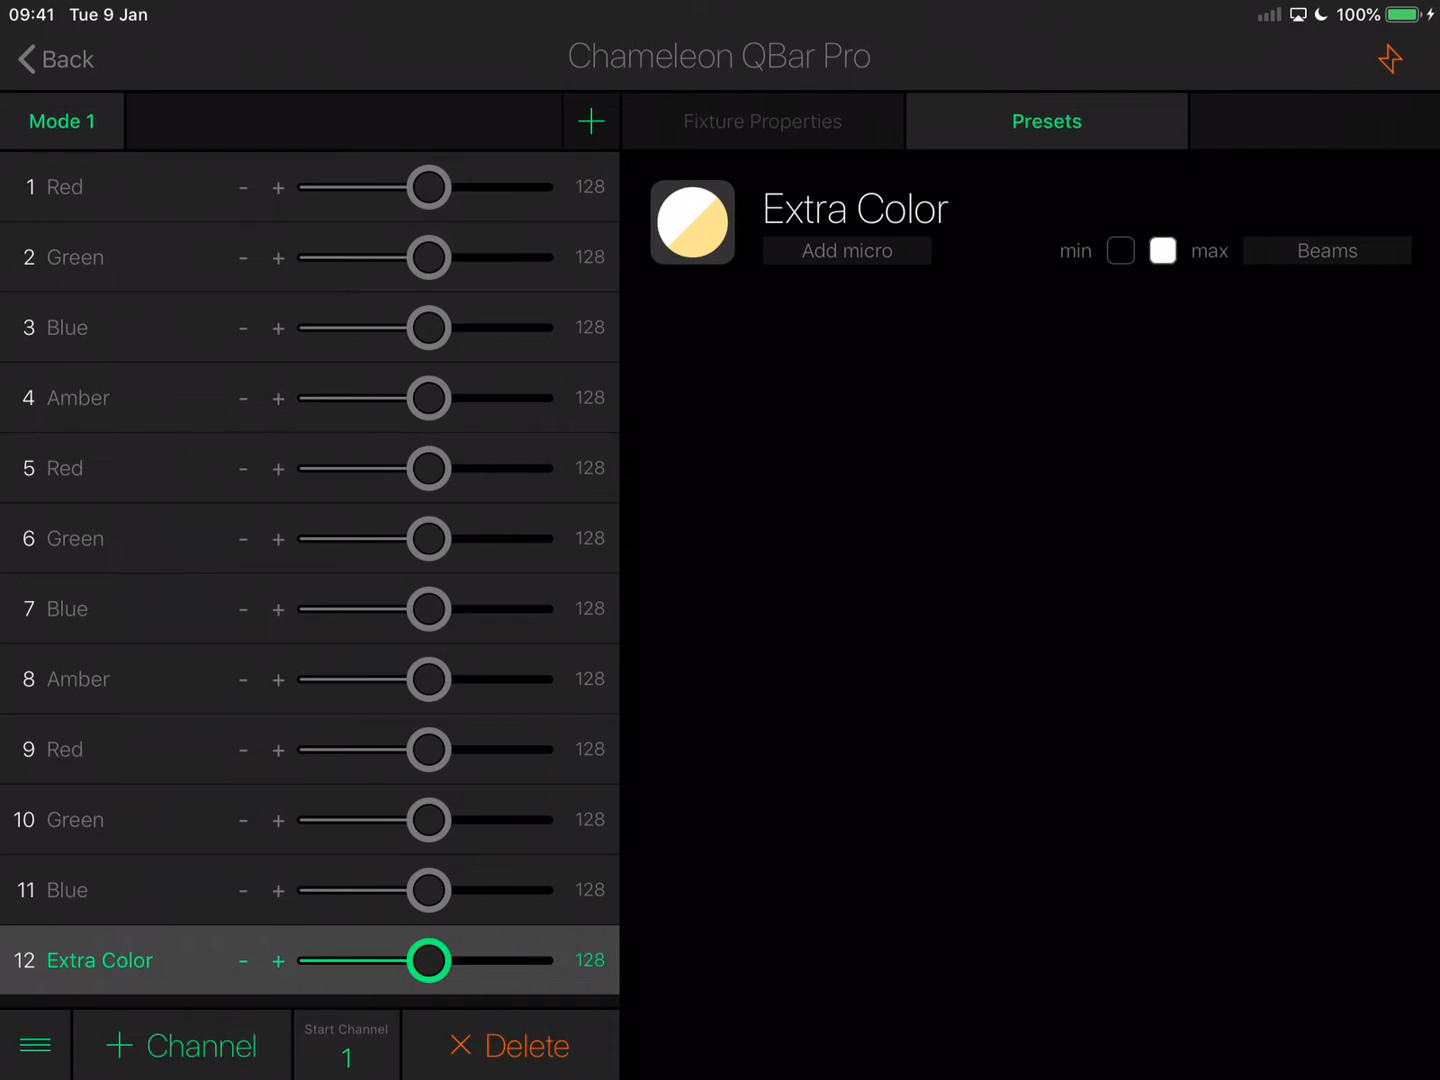 09:41 Tue 9 Jan 100%
Back Chameleon QBar Pro
Mode 1 + Fixture Properties Presets
1 Red - + 128
2 Green - + 128
3 Blue - + 128
4 Amber - + 128
5 Red - + 128
6 Green - + 128
7 Blue - + 128
8 Amber - + 128
9 Red - + 128
10 Green - + 128
11 Blue - + 128
12 Extra Color - + 128
Extra Color
Add micro min max Beams
+ Channel
Start Channel
1
× Delete